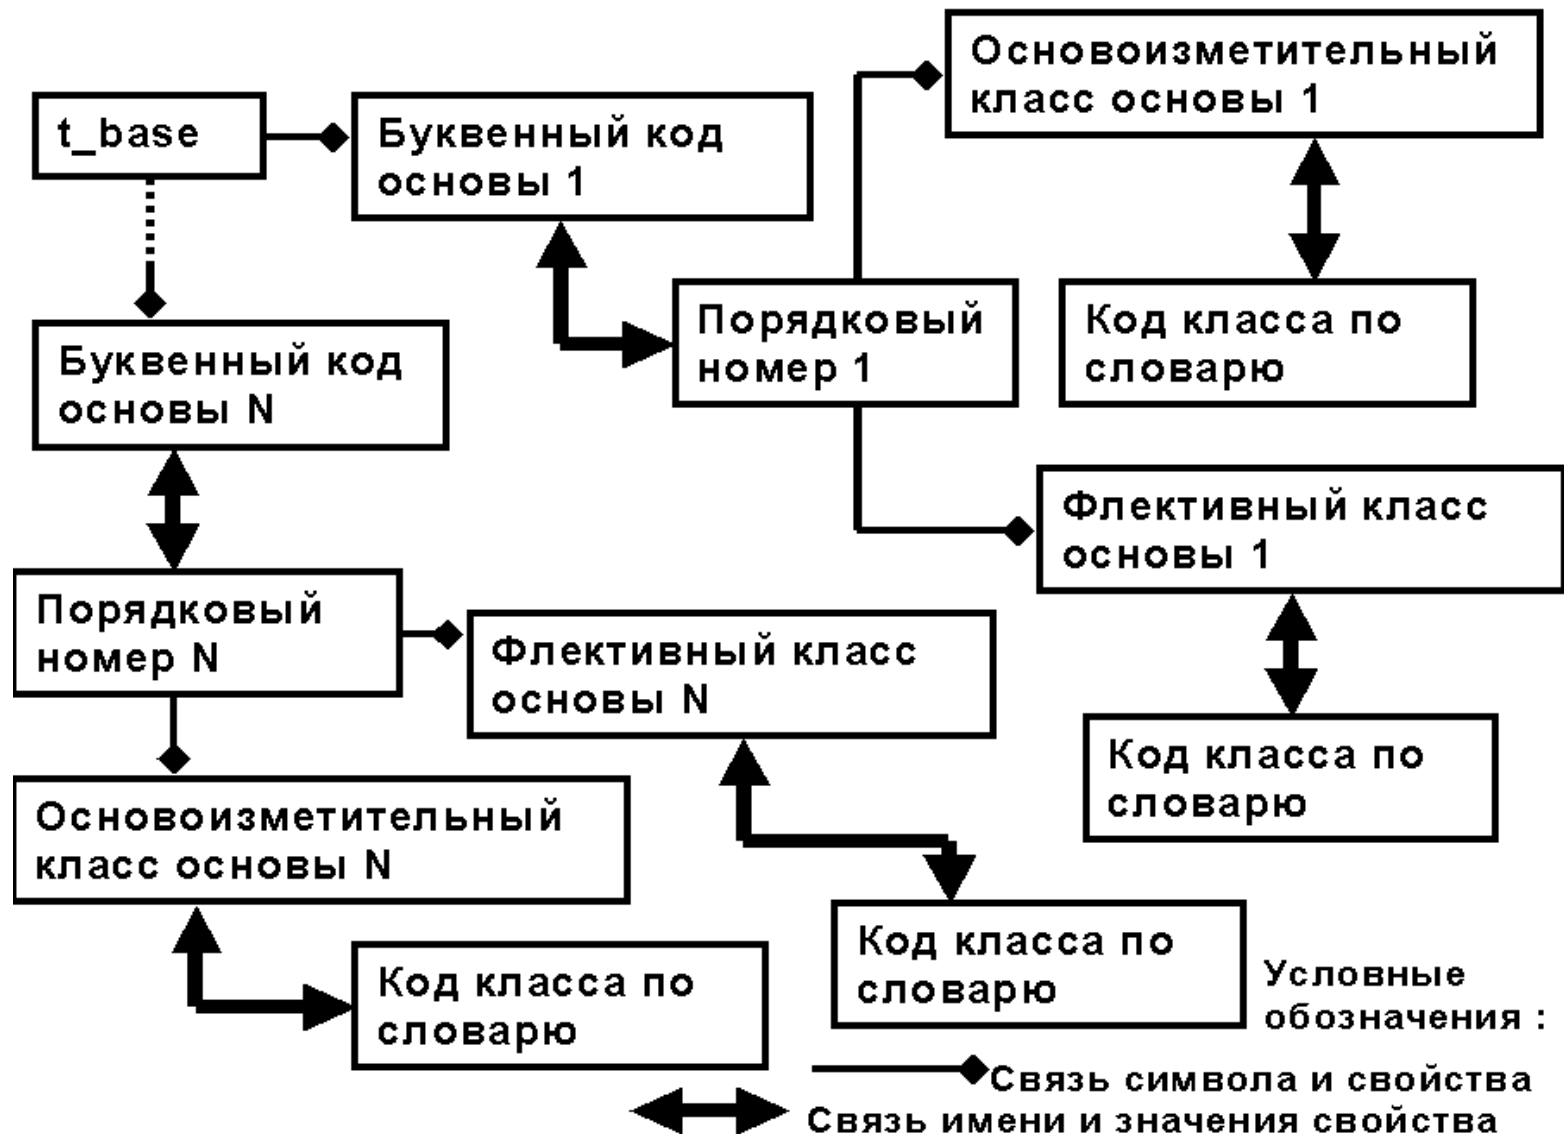 Основоизметительный
класс основы 1
t_base
Буквенный код
основы 1
Порядковый
номер 1
Код класса по
словарю
Буквенный код
основы N
Флективный класс
основы 1
Порядковый
номер N
Флективный класс
основы N
Код класса по
словарю
Основоизметительный
класс основы N
Код класса по
словарю
Код класса по
словарю
Условные
обозначения :
Связь символа и свойства
Связь имени и значения свойства